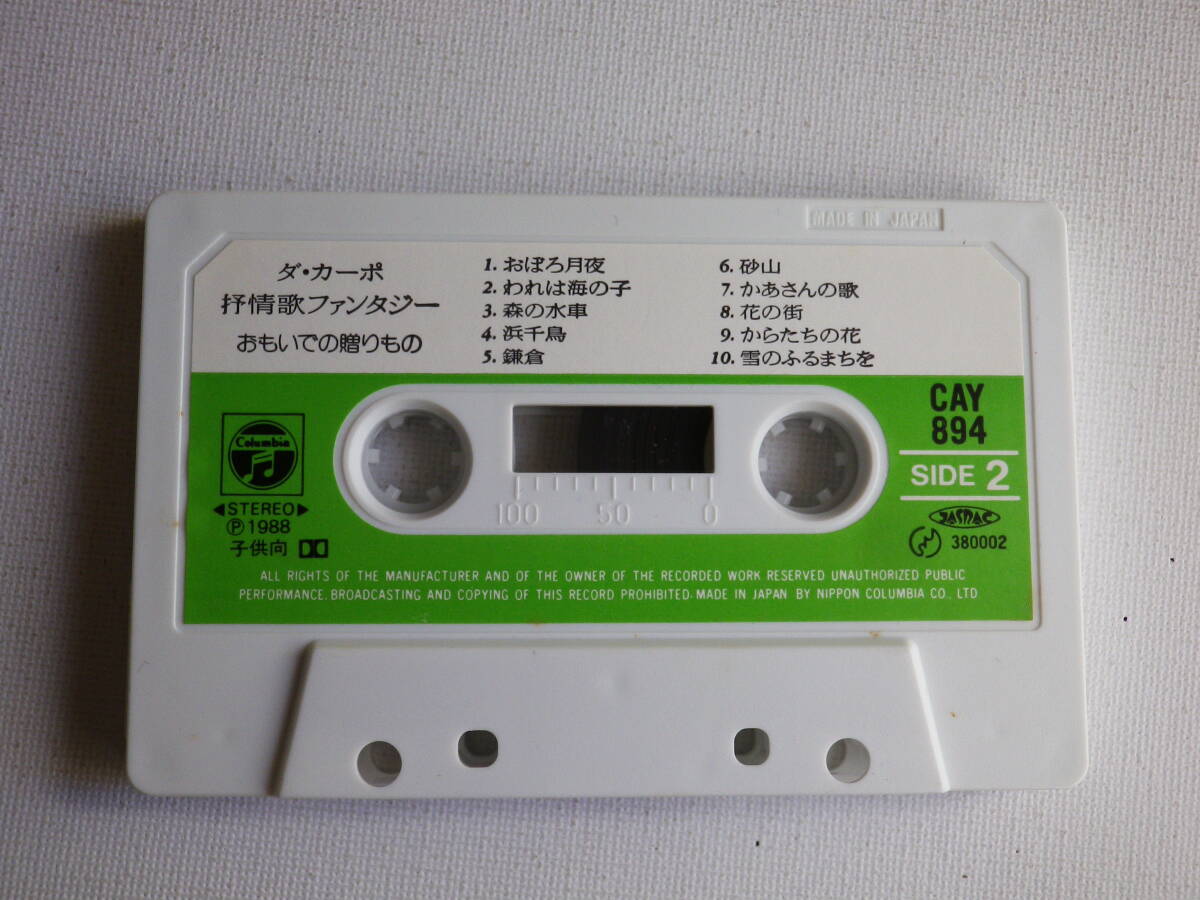 MADE IN JAPAN
ダ・カーポ
抒情歌ファンタジー
おもいでの贈りもの
1. おぼろ月夜
2. われは海の子
3. 森の水車
4. 浜千鳥
5. 鎌倉
6. 砂山
7. かあさんの歌
8. 花の街
9. からたちの花
10. 雪のふるまちを
Columbia
◀STEREO▶
Ⓟ1988
子供向
CAY
894
SIDE 2
JASRAC
380002
100 50 0
ALL RIGHTS OF THE MANUFACTURER AND OF THE OWNER OF THE RECORDED WORK RESERVED UNAUTHORIZED PUBLIC
PERFORMANCE. BROADCASTING AND COPYING OF THIS RECORD PROHIBITED. MADE IN JAPAN BY NIPPON COLUMBIA CO., LTD